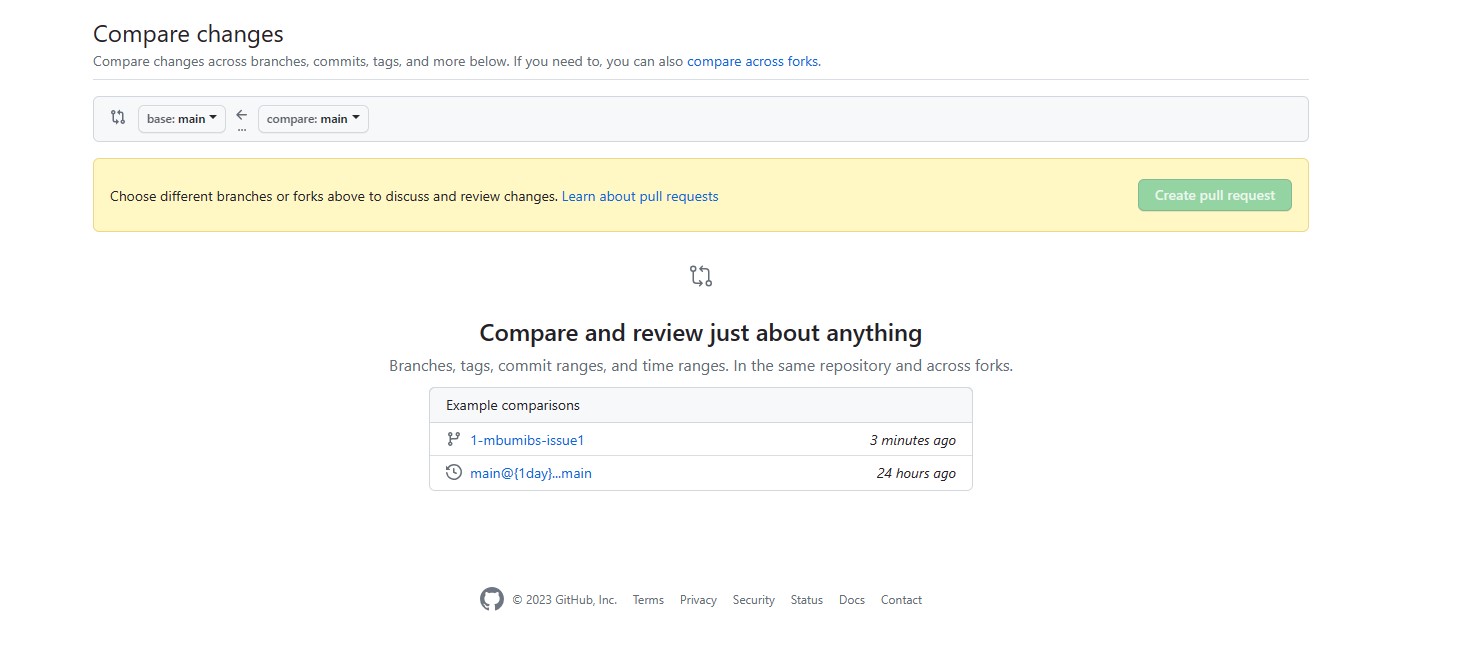 Compare changes
Compare changes across branches, commits, tags, and more below. If you need to, you can also compare across forks.
base: main ... compare: main
Choose different branches or forks above to discuss and review changes. Learn about pull requests Create pull request
Compare and review just about anything
Branches, tags, commit ranges, and time ranges. In the same repository and across forks.
Example comparisons
1-mbumibs-issue1 3 minutes ago
main@{1day}...main 24 hours ago
© 2023 GitHub, Inc. Terms Privacy Security Status Docs Contact